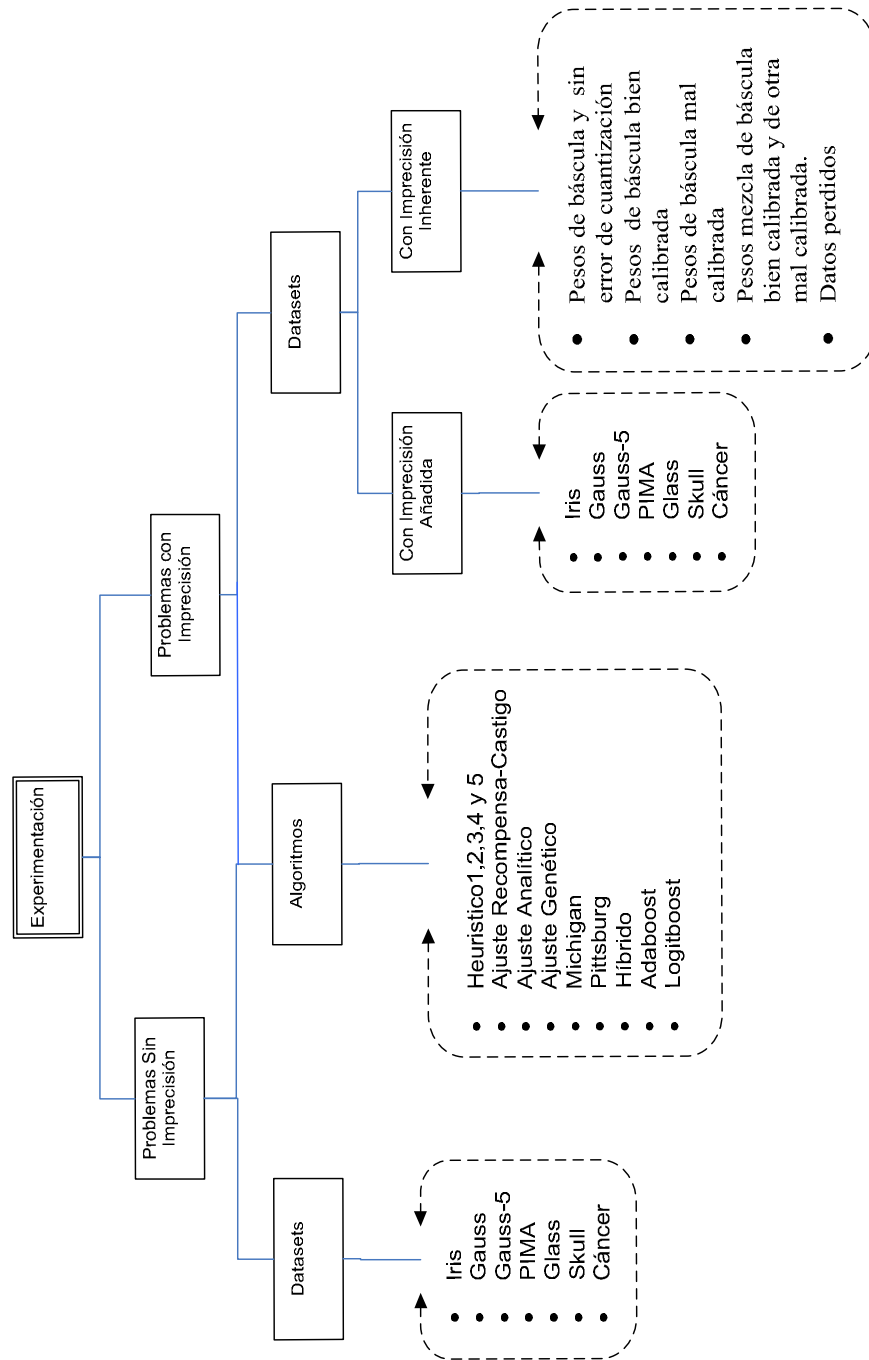 Experimentación
Problemas Sin
Imprecisión
Problemas con
Imprecisión
Datasets
Algoritmos
Datasets
Con Imprecisión
Añadida
Con Imprecisión
Inherente
• Iris
• Gauss
• Gauss-5
• PIMA
• Glass
• Skull
• Cáncer
• Heuristico1,2,3,4 y 5
• Ajuste Recompensa-Castigo
• Ajuste Analítico
• Ajuste Genético
• Michigan
• Pittsburg
• Híbrido
• Adaboost
• Logitboost
• Iris
• Gauss
• Gauss-5
• PIMA
• Glass
• Skull
• Cáncer
• Pesos de báscula y sin
error de cuantización
• Pesos de báscula bien
calibrada
• Pesos de báscula mal
calibrada
• Pesos mezcla de báscula
bien calibrada y de otra
mal calibrada.
• Datos perdidos